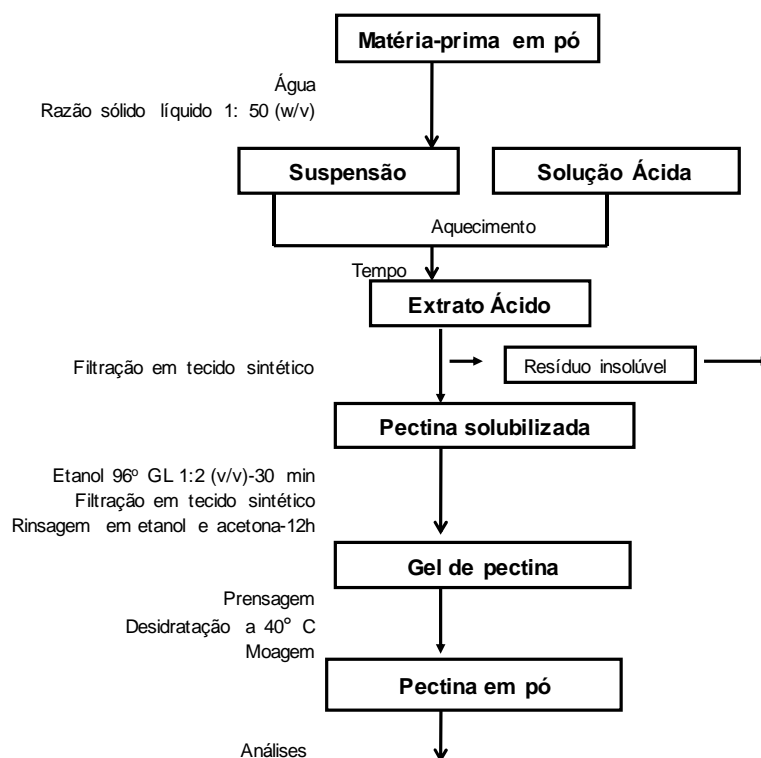 Matéria-prima em pó
Água
Razão sólido líquido 1: 50 (w/v)
Suspensão
Solução Ácida
Aquecimento
Tempo
Extrato Ácido
Filtração em tecido sintético
Resíduo insolúvel
Pectina solubilizada
Etanol 96º GL 1:2 (v/v)-30 min
Filtração em tecido sintético
Rinsagem em etanol e acetona-12h
Gel de pectina
Prensagem
Desidratação a 40° C
Moagem
Pectina em pó
Análises